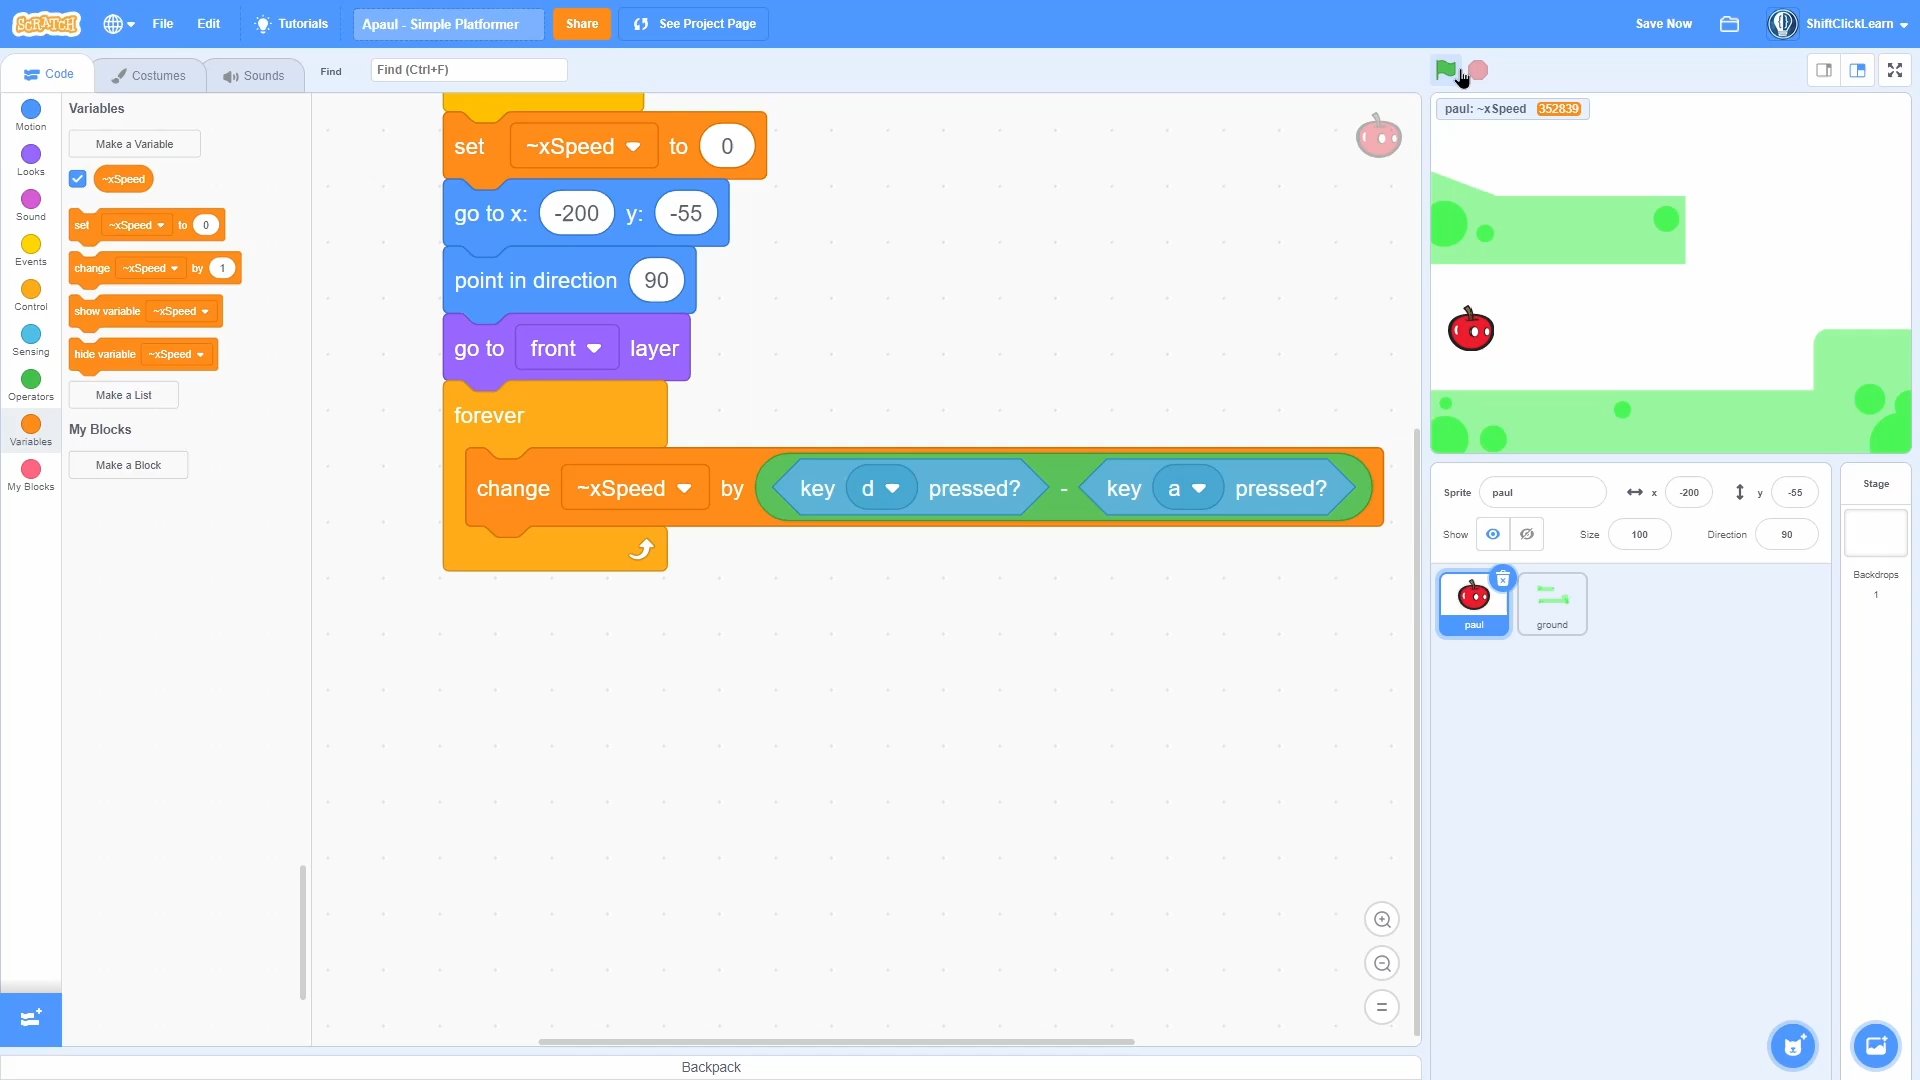 SCRATCH
File
Edit
Tutorials
Apaul - Simple Platformer
Share
See Project Page
Save Now
ShiftClickLearn
Code
Costumes
Sounds
Find
Find (Ctrl+F)
Motion
Looks
Sound
Events
Control
Sensing
Operators
Variables
My Blocks
Variables
Make a Variable
~xSpeed
set ~xSpeed to 0
change ~xSpeed by 1
show variable ~xSpeed
hide variable ~xSpeed
Make a List
My Blocks
Make a Block
set ~xSpeed to 0
go to x: -200 y: -55
point in direction 90
go to front layer
forever
change ~xSpeed by key d pressed? - key a pressed?
Backpack
paul: ~xSpeed 352839
Sprite paul x -200 y -55
Show Size 100 Direction 90
paul
ground
Stage
Backdrops
1